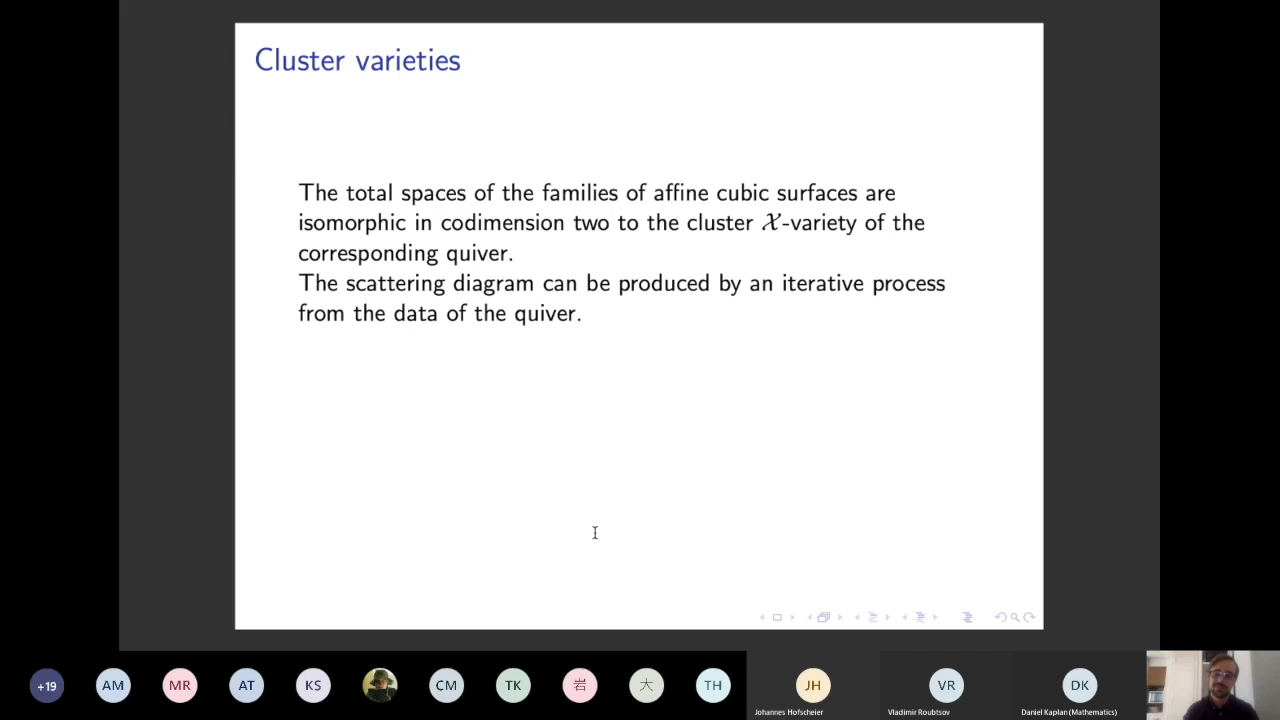 Cluster varieties
The total spaces of the families of affine cubic surfaces are
isomorphic in codimension two to the cluster 𝒳-variety of the
corresponding quiver.
The scattering diagram can be produced by an iterative process
from the data of the quiver.
+19
AM
MR
AT
KS
CM
TK
岩
大
TH
JH
VR
DK
Johannes Hofscheier
Vladimir Roubtsov
Daniel Kaplan (Mathematics)